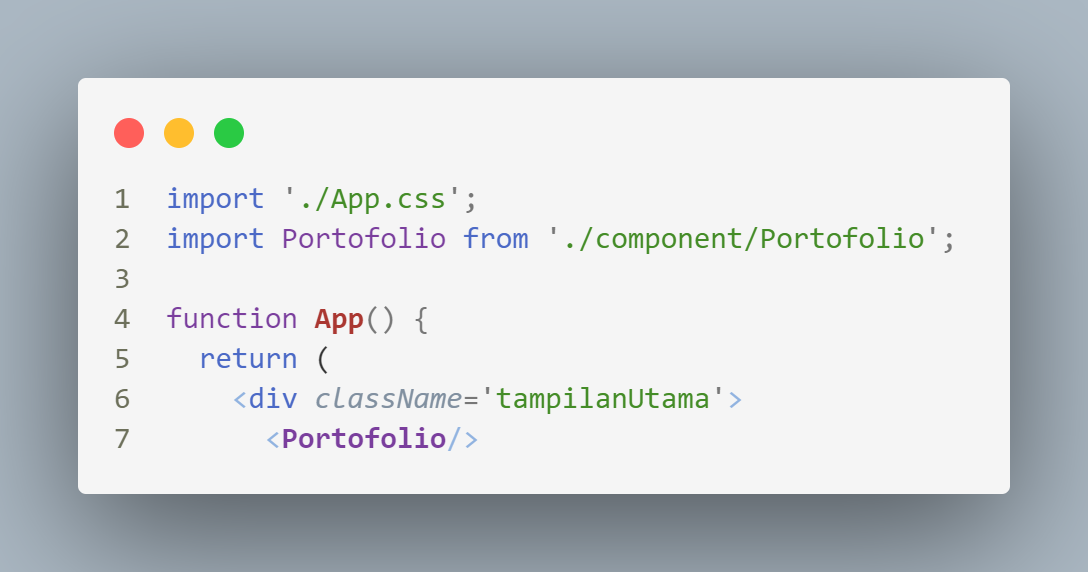 1 import './App.css';
2 import Portofolio from './component/Portofolio';
3
4 function App() {
5   return (
6     <div className='tampilanUtama'>
7       <Portofolio/>